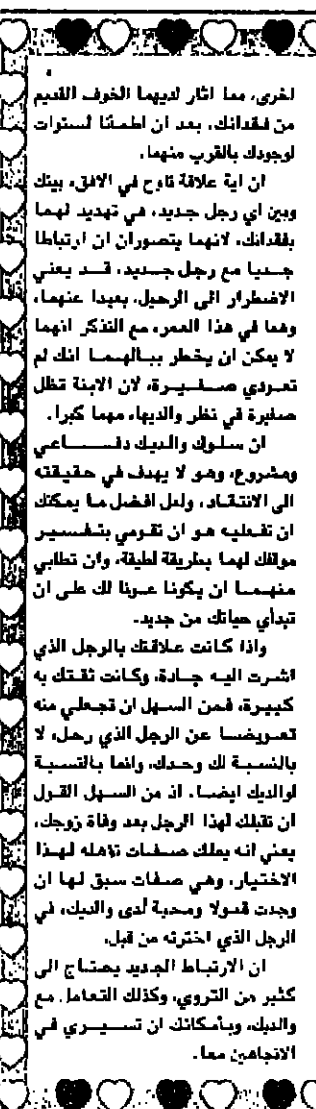 اخرى، مما اثار لديهما الخوف القديم
من فقدانك، بعد ان اطمأنا لسنوات
لوجودك بالقرب منهما.
ان اية علاقة تلوح في الافق، بينك
وبين اي رجل جديد، هي تهديد لهما
بفقدانك، لانهما يتصوران ان ارتباطا
جديا مع رجل جديد، قد يعني
الاضطرار الى الرحيل، بعيدا عنهما،
وهما في هذا العمر، مع التذكر انهما
لا يمكن ان يخطر ببالهما انك لم
تعودي صغيرة، لان الابنة تظل
صغيرة في نظر والديها، مهما كبرا.
ان سلوك والديك دفاعي
ومشروع، وهو لا يهدف في حقيقته
الى الانتقاد، ولعل افضل ما يمكنك
ان تفعليه هو ان تقومي بتفسير
موقفك لهما بطريقة لطيفة، وان تطلبي
منهما ان يكونا عونا لك على ان
تبدأي حياتك من جديد.
واذا كانت علاقتك بالرجل الذي
اشرت اليه جادة، وكانت ثقتك به
كبيرة، فمن السهل ان تجعلي منه
تعويضا عن الرجل الذي رحل، لا
بالنسبة لك وحدك، وانما بالنسبة
لوالديك ايضا. اذ من السهل القول
ان تقبلك لهذا الرجل بعد وفاة زوجك،
يعني انه يملك صفات تؤهله لهذا
الاختيار، وهي صفات سبق لها ان
وجدت قبولا ومحبة لدى والديك، في
الرجل الذي اخترته من قبل.
ان الارتباط الجديد يحتاج الى
كثير من التروي، وكذلك التعامل مع
والديك، وبأمكانك ان تسيري في
الاتجاهين معا.